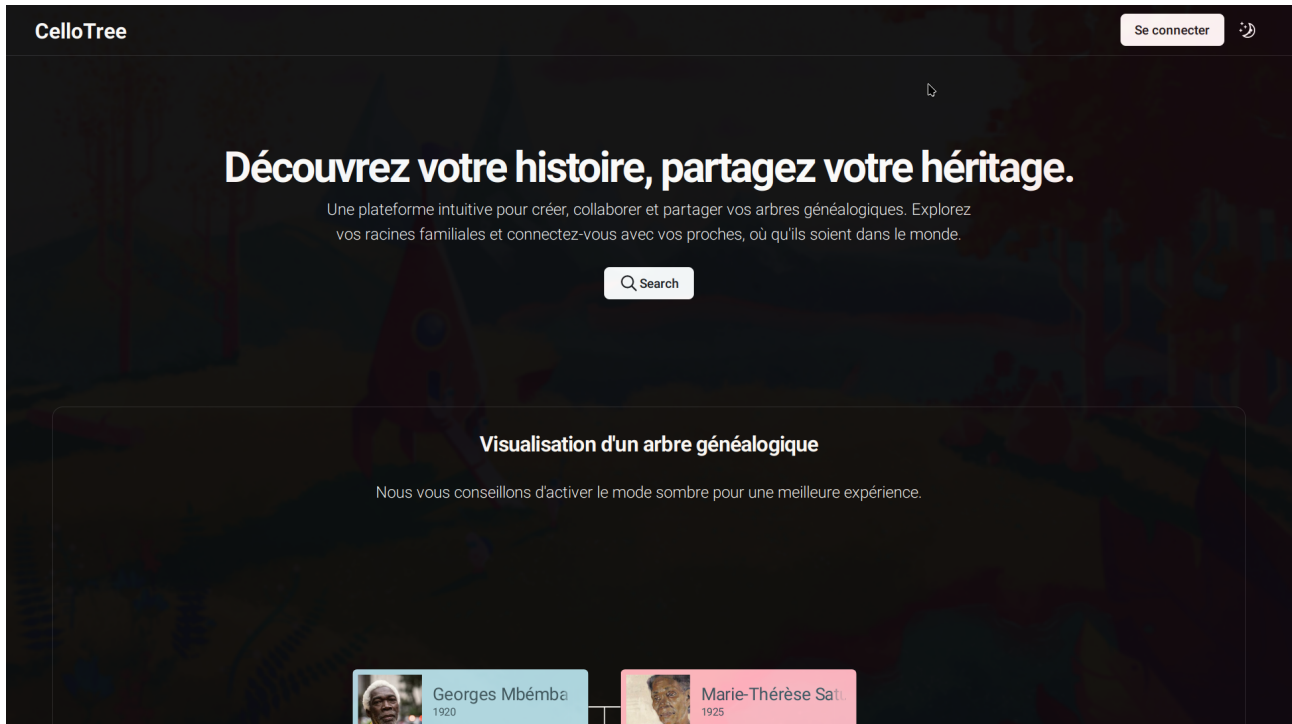 CelloTree
Se connecter
Découvrez votre histoire, partagez votre héritage.
Une plateforme intuitive pour créer, collaborer et partager vos arbres généalogiques. Explorez
vos racines familiales et connectez-vous avec vos proches, où qu'ils soient dans le monde.
Search
Visualisation d'un arbre généalogique
Nous vous conseillons d'activer le mode sombre pour une meilleure expérience.
Georges Mbémba
1920
Marie-Thérèse
1925